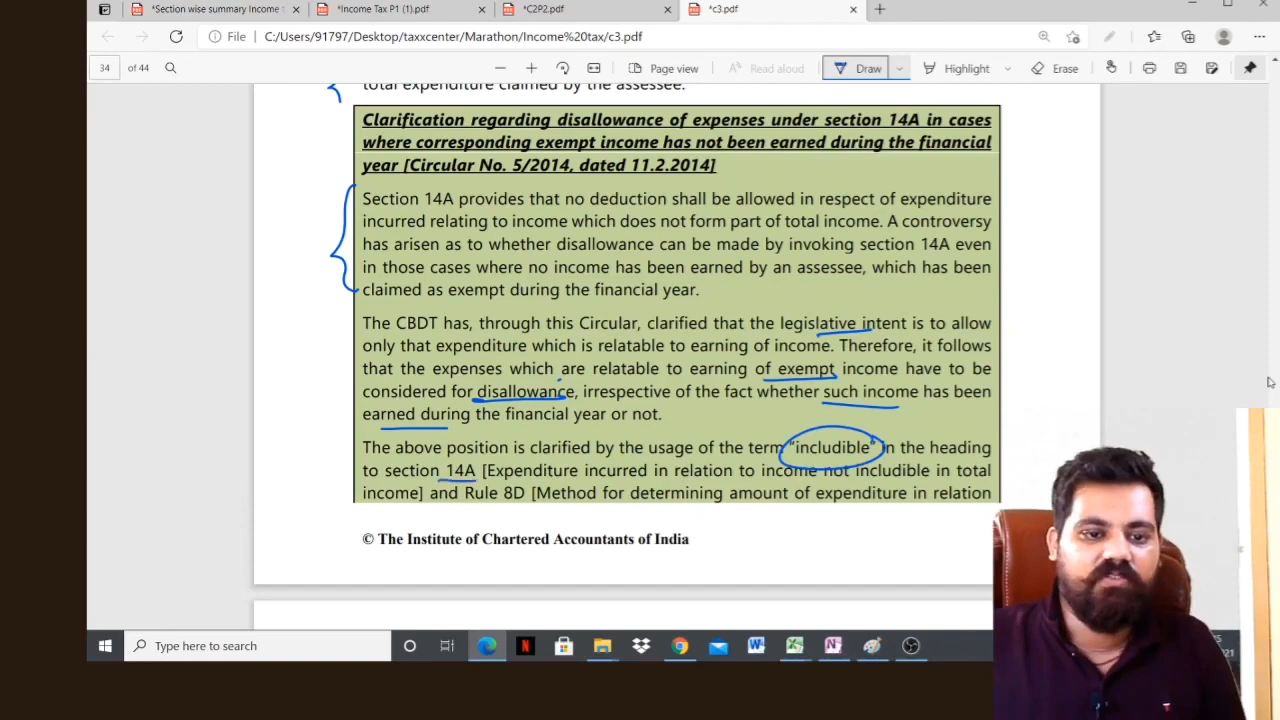 *Section wise summary Income
*Income Tax P1 (1).pdf
*C2P2.pdf
*c3.pdf
File
C:/Users/91797/Desktop/taxxcenter/Marathon/Income%20tax/c3.pdf
34 of 44
Page view
Read aloud
Draw
Highlight
Erase
total expenditure claimed by the assessee.
Clarification regarding disallowance of expenses under section 14A in cases
where corresponding exempt income has not been earned during the financial
year [Circular No. 5/2014, dated 11.2.2014]
Section 14A provides that no deduction shall be allowed in respect of expenditure
incurred relating to income which does not form part of total income. A controversy
has arisen as to whether disallowance can be made by invoking section 14A even
in those cases where no income has been earned by an assessee, which has been
claimed as exempt during the financial year.
The CBDT has, through this Circular, clarified that the legislative intent is to allow
only that expenditure which is relatable to earning of income. Therefore, it follows
that the expenses which are relatable to earning of exempt income have to be
considered for disallowance, irrespective of the fact whether such income has been
earned during the financial year or not.
The above position is clarified by the usage of the term "includible" in the heading
to section 14A [Expenditure incurred in relation to income not includible in total
income] and Rule 8D [Method for determining amount of expenditure in relation
© The Institute of Chartered Accountants of India
Type here to search